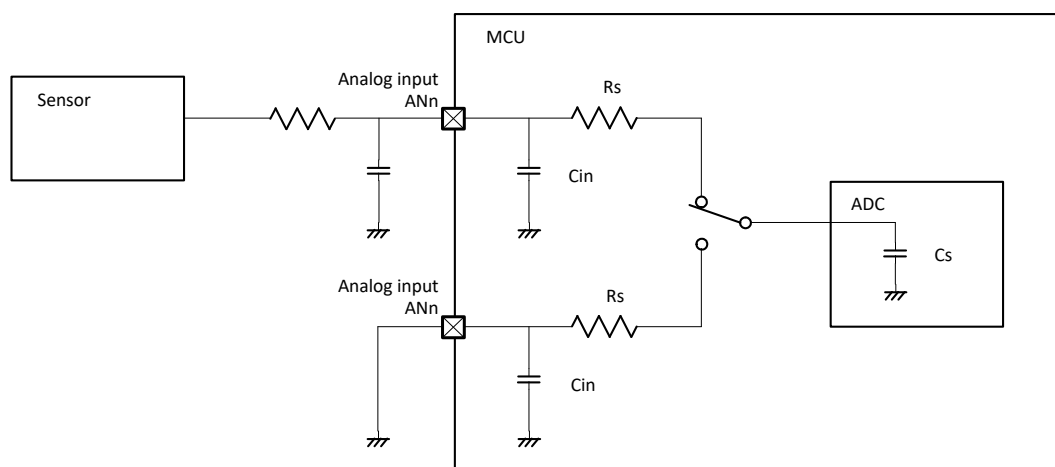 MCU
Sensor
Analog input
ANn
Rs
Cin
ADC
Cs
Analog input
ANn
Rs
Cin